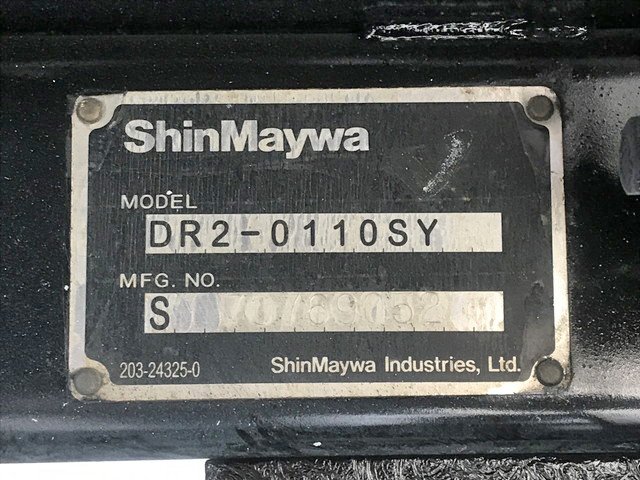 ShinMaywa
MODEL
DR2-0110SY
MFG. NO.
S
203-24325-0
ShinMaywa Industries, Ltd.